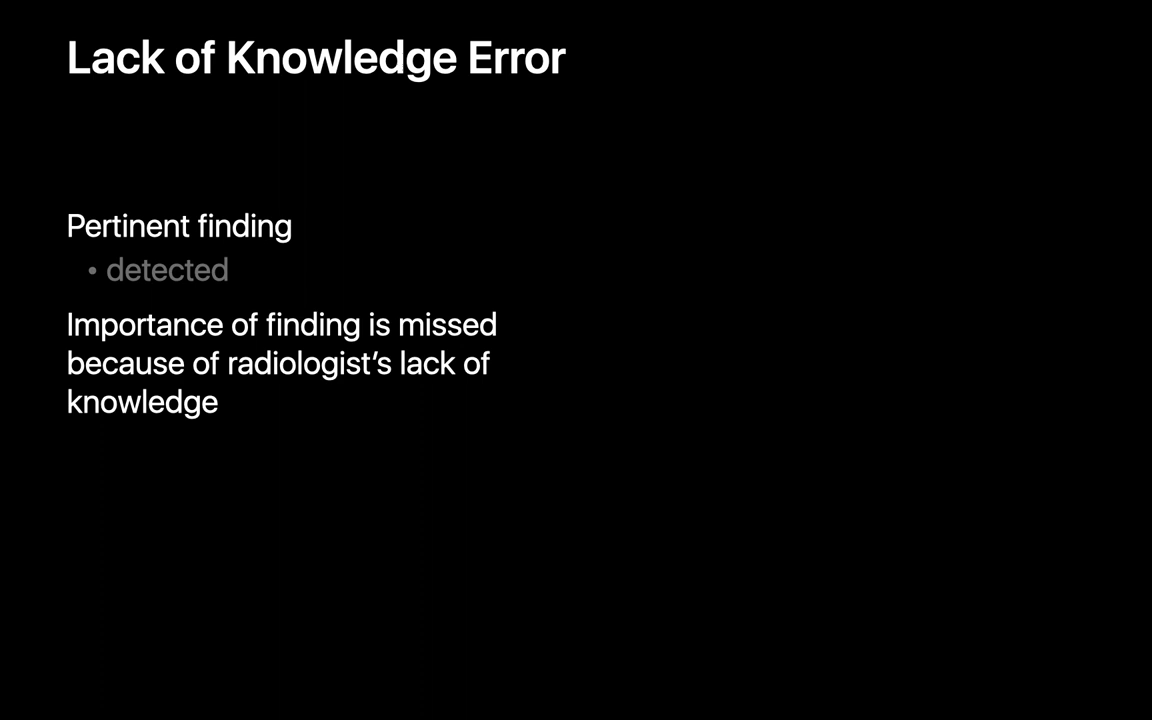 Lack of Knowledge Error
Pertinent finding
• detected
Importance of finding is missed
because of radiologist’s lack of
knowledge